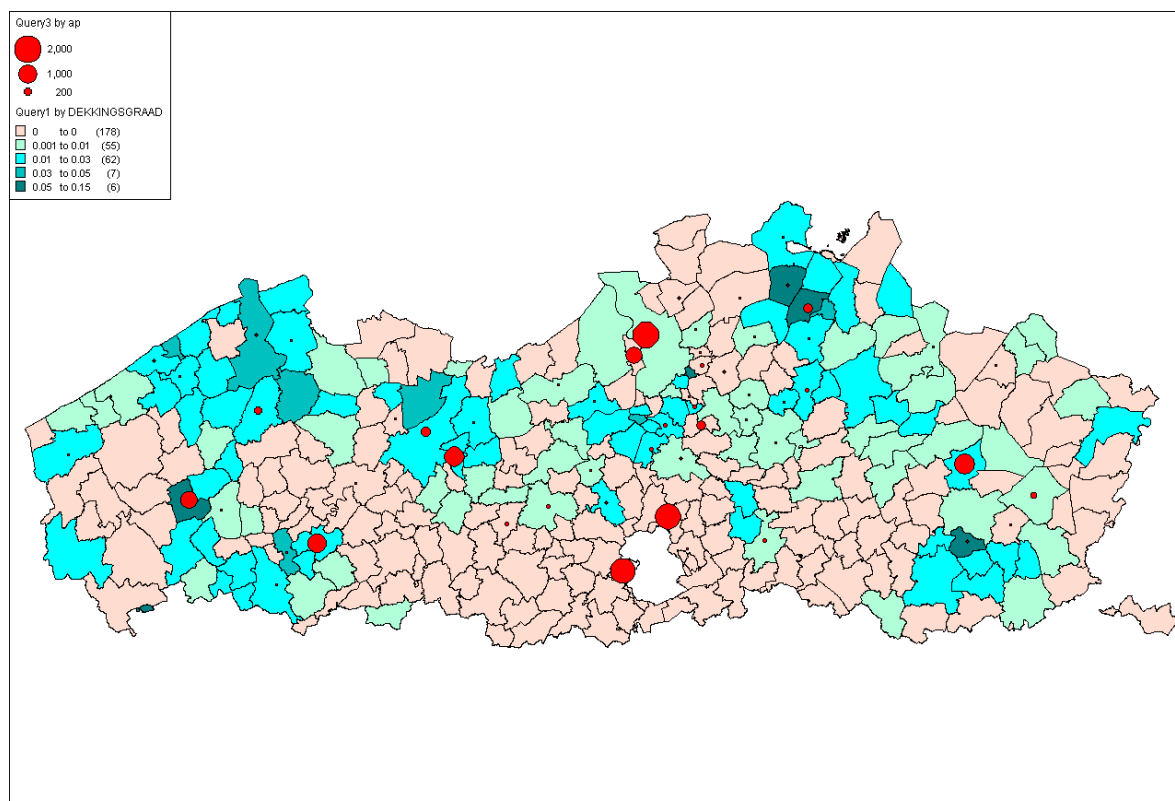 Query3 by ap
2,000
1,000
200
Query1 by DEKKINGSGRAAD
0 to 0 (178)
0.001 to 0.01 (55)
0.01 to 0.03 (62)
0.03 to 0.05 (7)
0.05 to 0.15 (6)